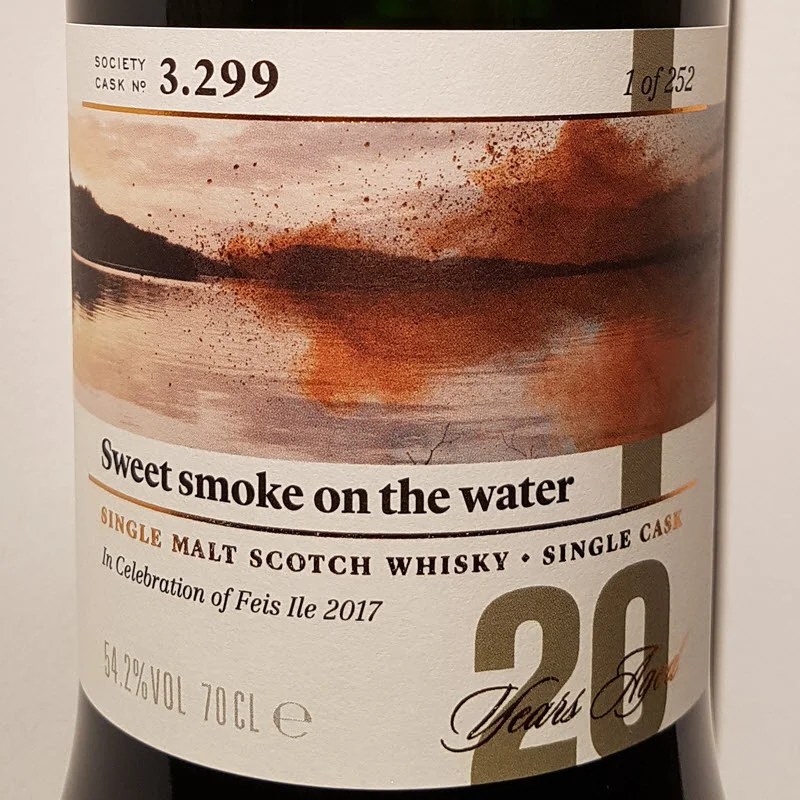 SOCIETY
CASK Nº 3.299
1 of 252
Sweet smoke on the water
SINGLE MALT SCOTCH WHISKY • SINGLE CASK
In Celebration of Feis Ile 2017
54.2%VOL 70CL ℮
20
Years Aged